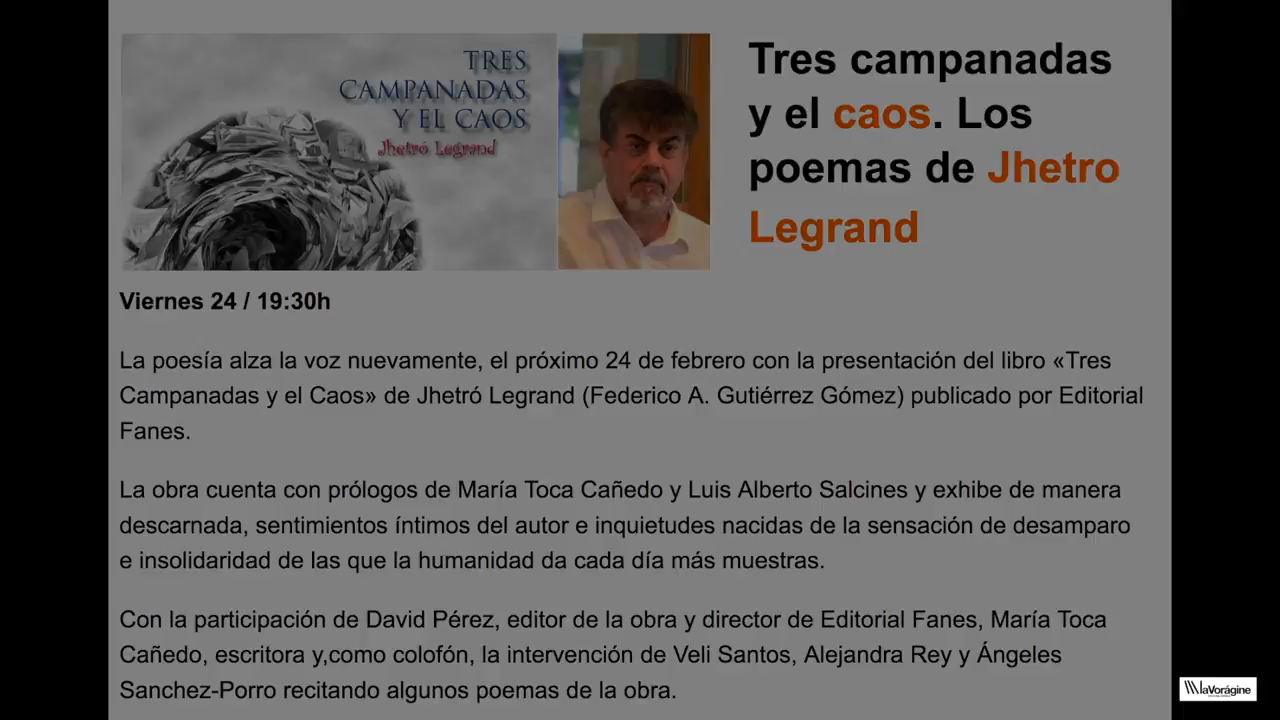 TRES
CAMPANADAS
Y EL CAOS
Jhetró Legrand
Tres campanadas
y el caos. Los
poemas de Jhetro
Legrand
Viernes 24 / 19:30h
La poesía alza la voz nuevamente, el próximo 24 de febrero con la presentación del libro «Tres
Campanadas y el Caos» de Jhetró Legrand (Federico A. Gutiérrez Gómez) publicado por Editorial
Fanes.
La obra cuenta con prólogos de María Toca Cañedo y Luis Alberto Salcines y exhibe de manera
descarnada, sentimientos íntimos del autor e inquietudes nacidas de la sensación de desamparo
e insolidaridad de las que la humanidad da cada día más muestras.
Con la participación de David Pérez, editor de la obra y director de Editorial Fanes, María Toca
Cañedo, escritora y,como colofón, la intervención de Veli Santos, Alejandra Rey y Ángeles
Sanchez-Porro recitando algunos poemas de la obra.
laVorágine